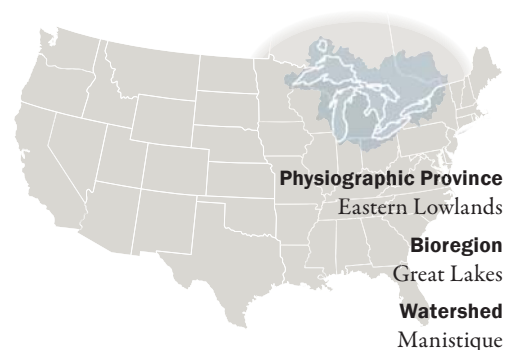 Physiographic Province
Eastern Lowlands
Bioregion
Great Lakes
Watershed
Manistique